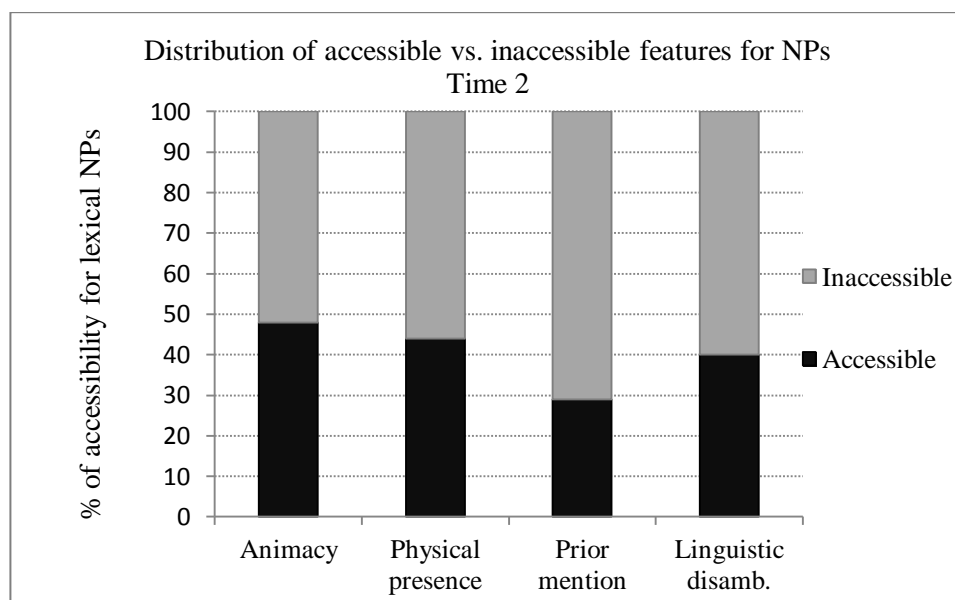 Distribution of accessible vs. inaccessible features for NPs
Time 2
% of accessibility for lexical NPs
100
90
80
70
60
50
40
30
20
10
0
Animacy
Physical
presence
Prior
mention
Linguistic
disamb.
Inaccessible
Accessible